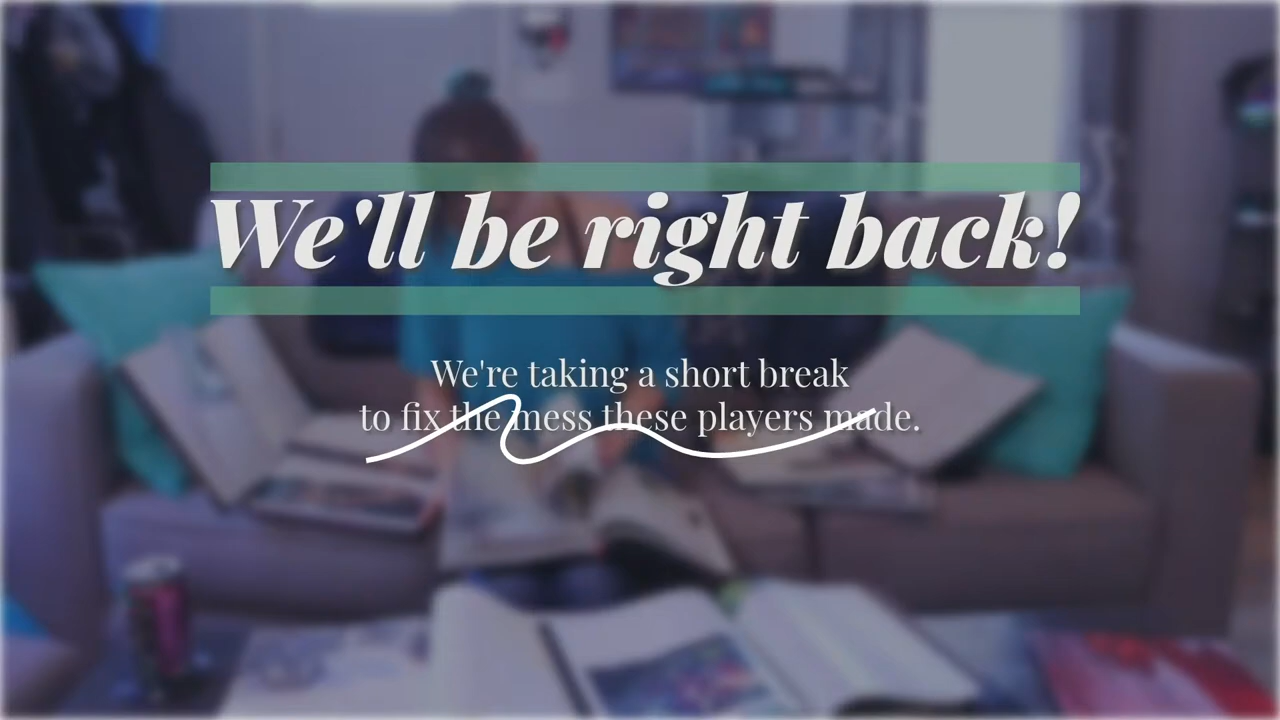 We'll be right back!
We're taking a short break
to fix the mess these players made.